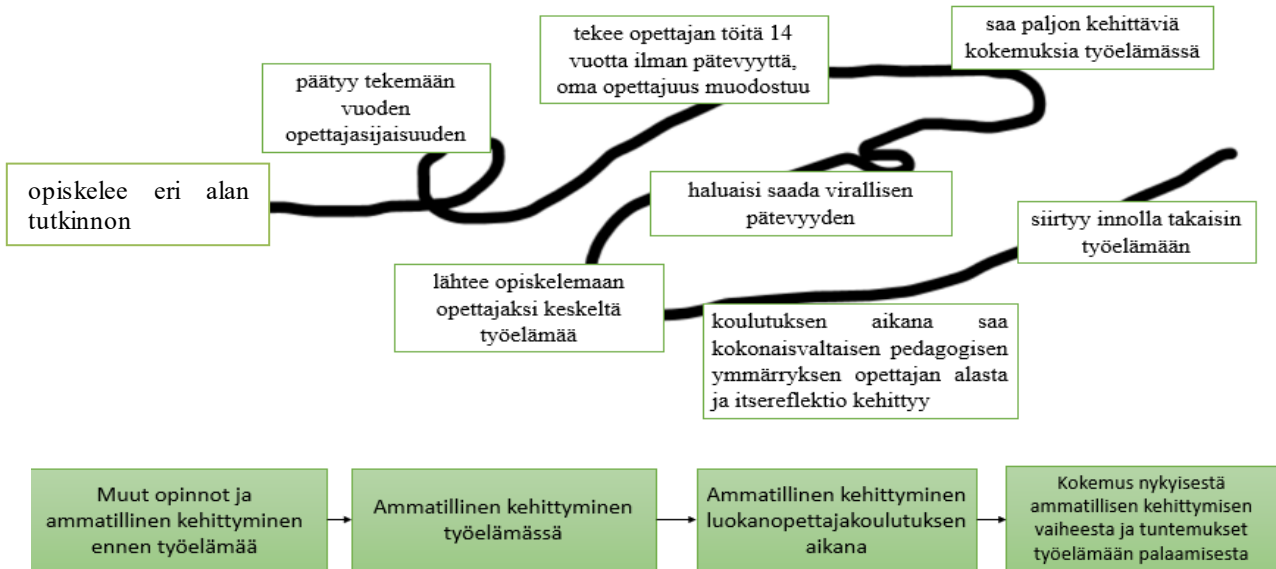 opiskelee eri alan
tutkinnon
päätyy tekemään
vuoden
opettajasijaisuuden
tekee opettajan töitä 14
vuotta ilman pätevyyttä,
oma opettajuus muodostuu
saa paljon kehittäviä
kokemuksia työelämässä
haluaisi saada virallisen
pätevyyden
lähtee opiskelemaan
opettajaksi keskeltä
työelämää
koulutuksen aikana saa
kokonaisvaltaisen pedagogisen
ymmärryksen opettajan alasta
ja itsereflektio kehittyy
siirtyy innolla takaisin
työelämään
Muut opinnot ja
ammatillinen kehittyminen
ennen työelämää
Ammatillinen kehittyminen
työelämässä
Ammatillinen kehittyminen
luokanopettajakoulutuksen
aikana
Kokemus nykyisestä
ammatillisen kehittymisen
vaiheesta ja tuntemukset
työelämään palaamisesta